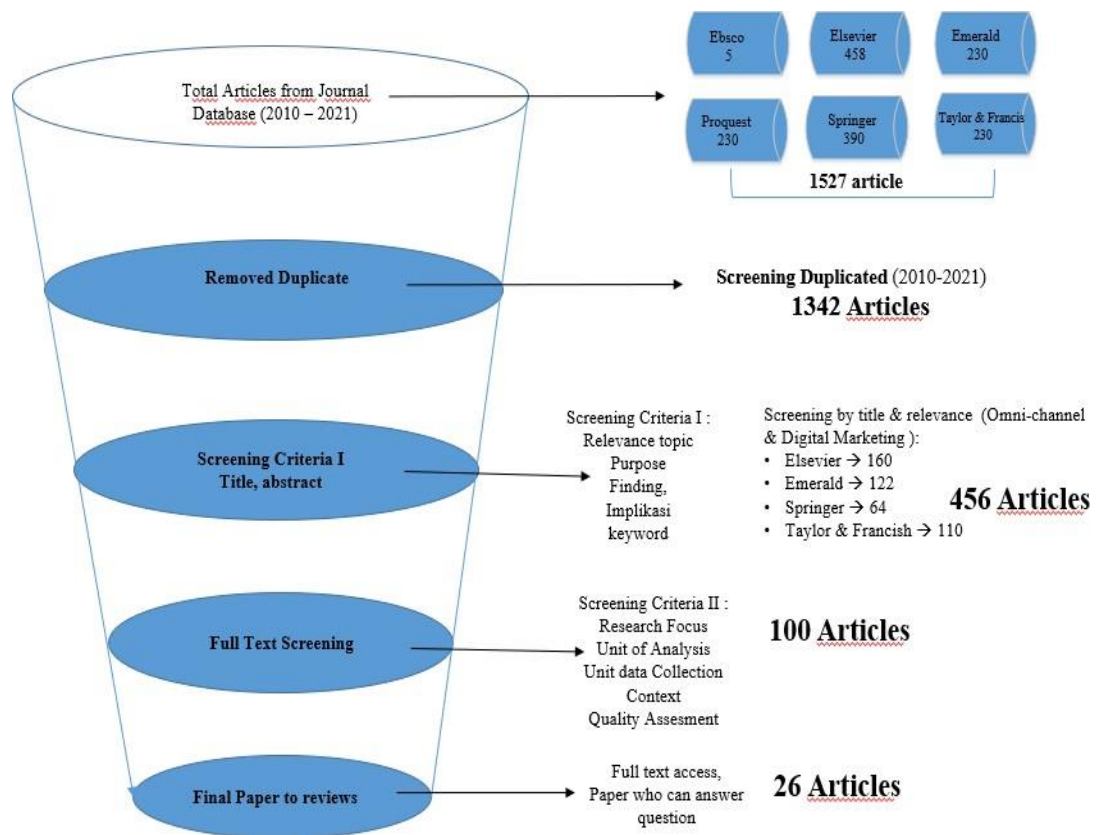 Total Articles from Journal
Database (2010 – 2021)
Ebsco
5
Elsevier
458
Emerald
230
Proquest
230
Springer
390
Taylor & Francis
230
1527 article
Removed Duplicate
Screening Duplicated (2010-2021)
1342 Articles
Screening Criteria I
Title, abstract
Screening Criteria I :
Relevance topic
Purpose
Finding,
Implikasi
keyword
Screening by title & relevance (Omni-channel
& Digital Marketing ):
• Elsevier → 160
• Emerald → 122
• Springer → 64
• Taylor & Francish → 110
456 Articles
Full Text Screening
Screening Criteria II :
Research Focus
Unit of Analysis
Unit data Collection
Context
Quality Assesment
100 Articles
Final Paper to reviews
Full text access,
Paper who can answer
question
26 Articles